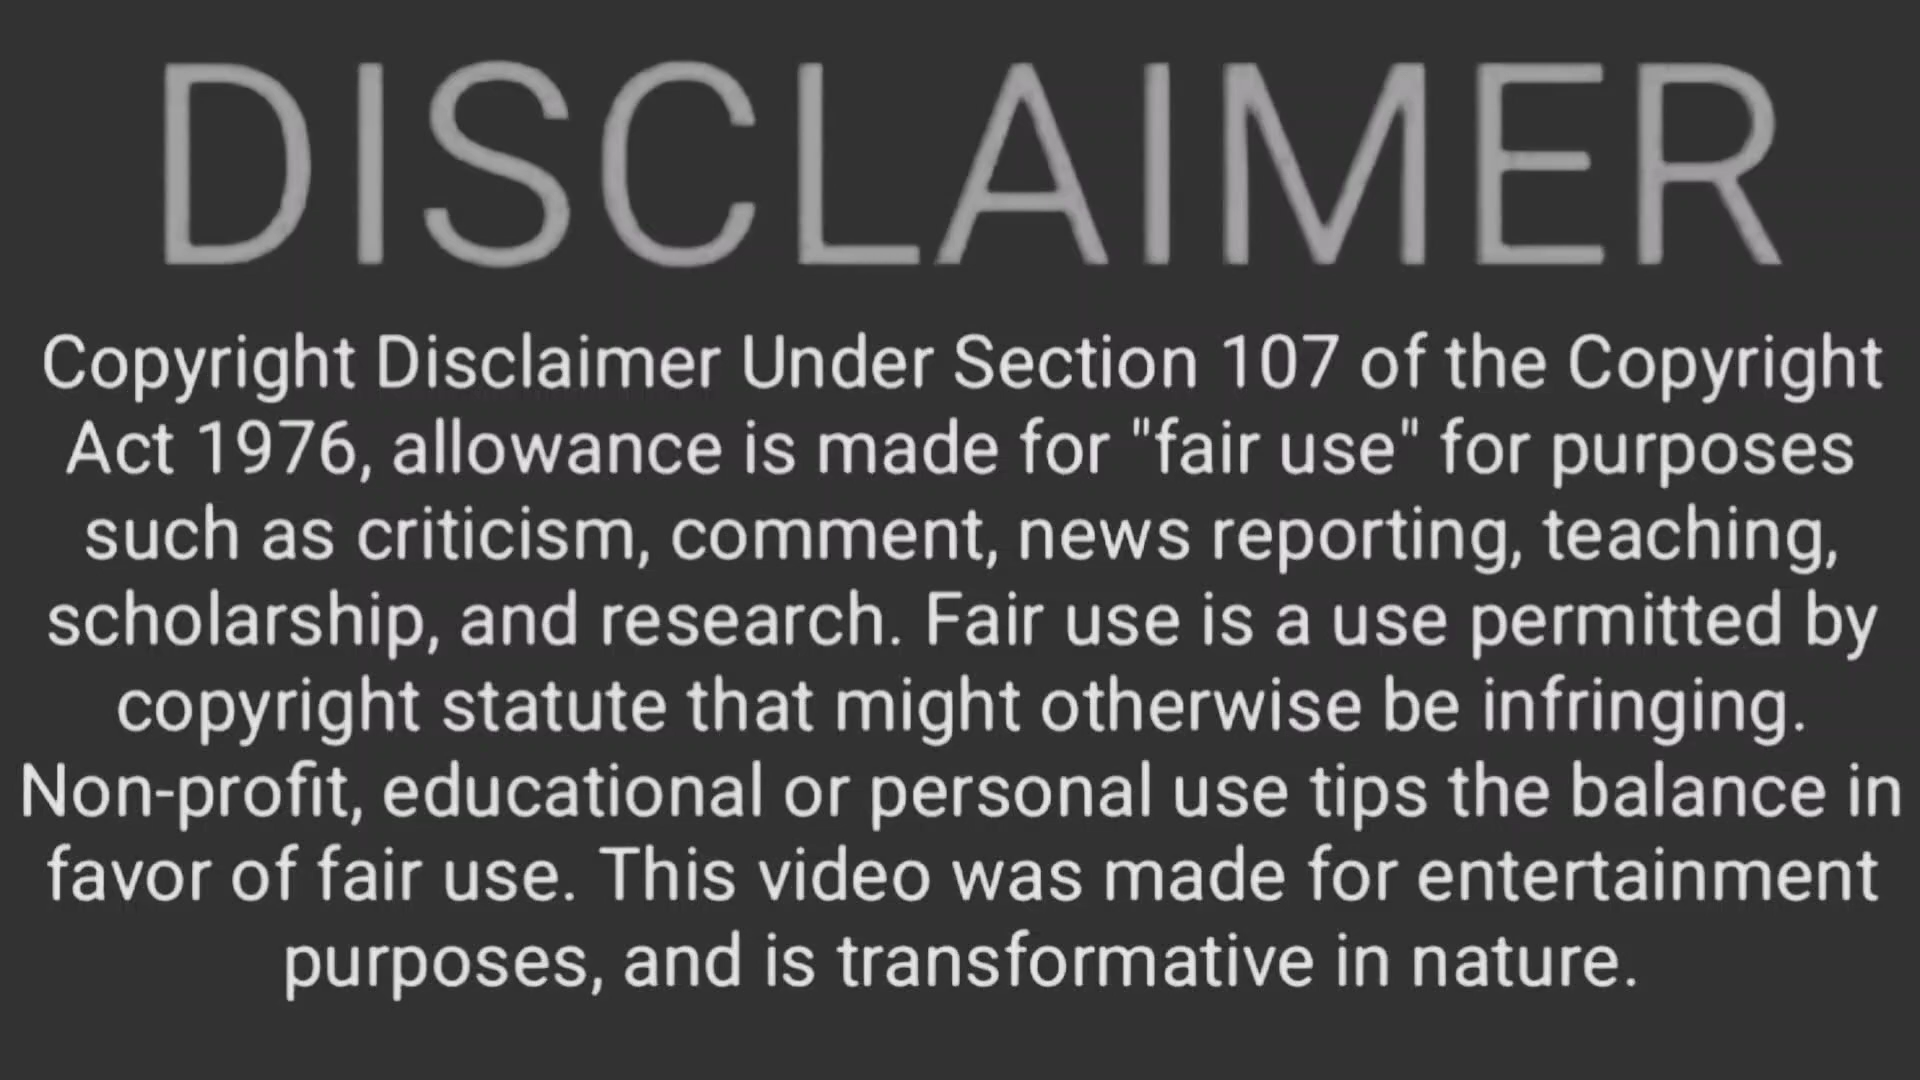 DISCLAIMER
Copyright Disclaimer Under Section 107 of the Copyright
Act 1976, allowance is made for "fair use" for purposes
such as criticism, comment, news reporting, teaching,
scholarship, and research. Fair use is a use permitted by
copyright statute that might otherwise be infringing.
Non-profit, educational or personal use tips the balance in
favor of fair use. This video was made for entertainment
purposes, and is transformative in nature.